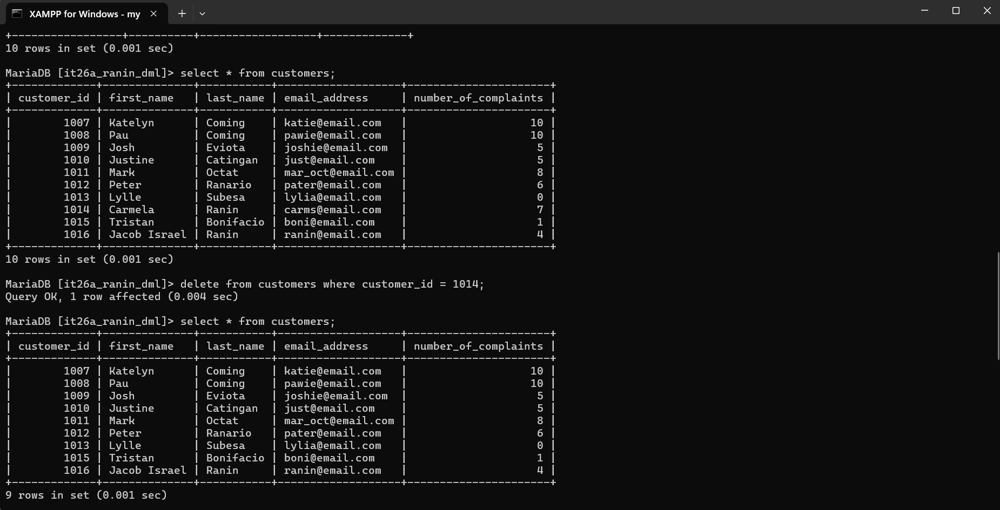 XAMPP for Windows - my
+-----------------+----------+------------------+-------------+
10 rows in set (0.001 sec)
MariaDB [it26a_ranin_dml]> select * from customers;
+-------------+--------------+-----------+-------------------+----------------------+
| customer_id | first_name   | last_name | email_address     | number_of_complaints |
+-------------+--------------+-----------+-------------------+----------------------+
|        1007 | Katelyn      | Coming    | katie@email.com   |                   10 |
|        1008 | Pau          | Coming    | pawie@email.com   |                   10 |
|        1009 | Josh         | Eviota    | joshie@email.com  |                    5 |
|        1010 | Justine      | Catingan  | just@email.com    |                    5 |
|        1011 | Mark         | Octat     | mar_oct@email.com |                    8 |
|        1012 | Peter        | Ranario   | pater@email.com   |                    6 |
|        1013 | Lylle        | Subesa    | lylia@email.com   |                    0 |
|        1014 | Carmela      | Ranin     | carms@email.com   |                    7 |
|        1015 | Tristan      | Bonifacio | boni@email.com    |                    1 |
|        1016 | Jacob Israel | Ranin     | ranin@email.com   |                    4 |
+-------------+--------------+-----------+-------------------+----------------------+
10 rows in set (0.001 sec)
MariaDB [it26a_ranin_dml]> delete from customers where customer_id = 1014;
Query OK, 1 row affected (0.004 sec)
MariaDB [it26a_ranin_dml]> select * from customers;
+-------------+--------------+-----------+-------------------+----------------------+
| customer_id | first_name   | last_name | email_address     | number_of_complaints |
+-------------+--------------+-----------+-------------------+----------------------+
|        1007 | Katelyn      | Coming    | katie@email.com   |                   10 |
|        1008 | Pau          | Coming    | pawie@email.com   |                   10 |
|        1009 | Josh         | Eviota    | joshie@email.com  |                    5 |
|        1010 | Justine      | Catingan  | just@email.com    |                    5 |
|        1011 | Mark         | Octat     | mar_oct@email.com |                    8 |
|        1012 | Peter        | Ranario   | pater@email.com   |                    6 |
|        1013 | Lylle        | Subesa    | lylia@email.com   |                    0 |
|        1015 | Tristan      | Bonifacio | boni@email.com    |                    1 |
|        1016 | Jacob Israel | Ranin     | ranin@email.com   |                    4 |
+-------------+--------------+-----------+-------------------+----------------------+
9 rows in set (0.001 sec)